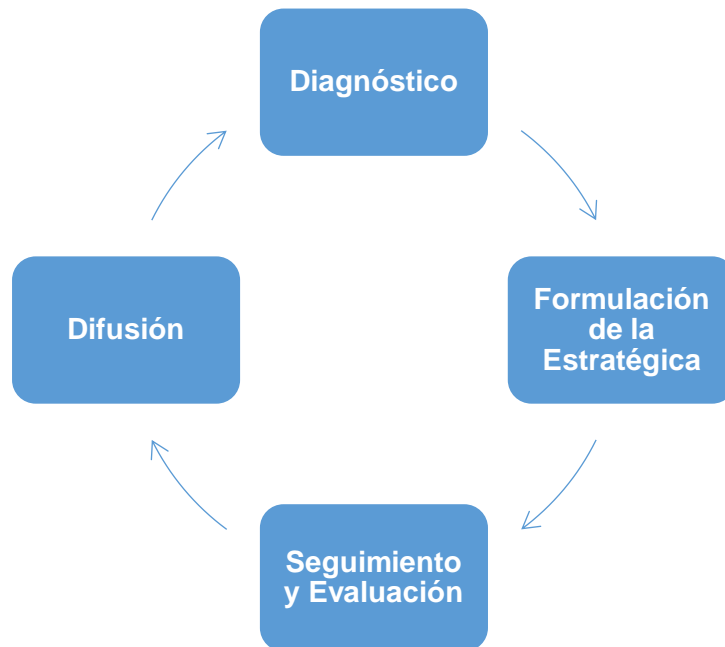 Diagnóstico
Formulación
de la
Estratégica
Seguimiento
y Evaluación
Difusión